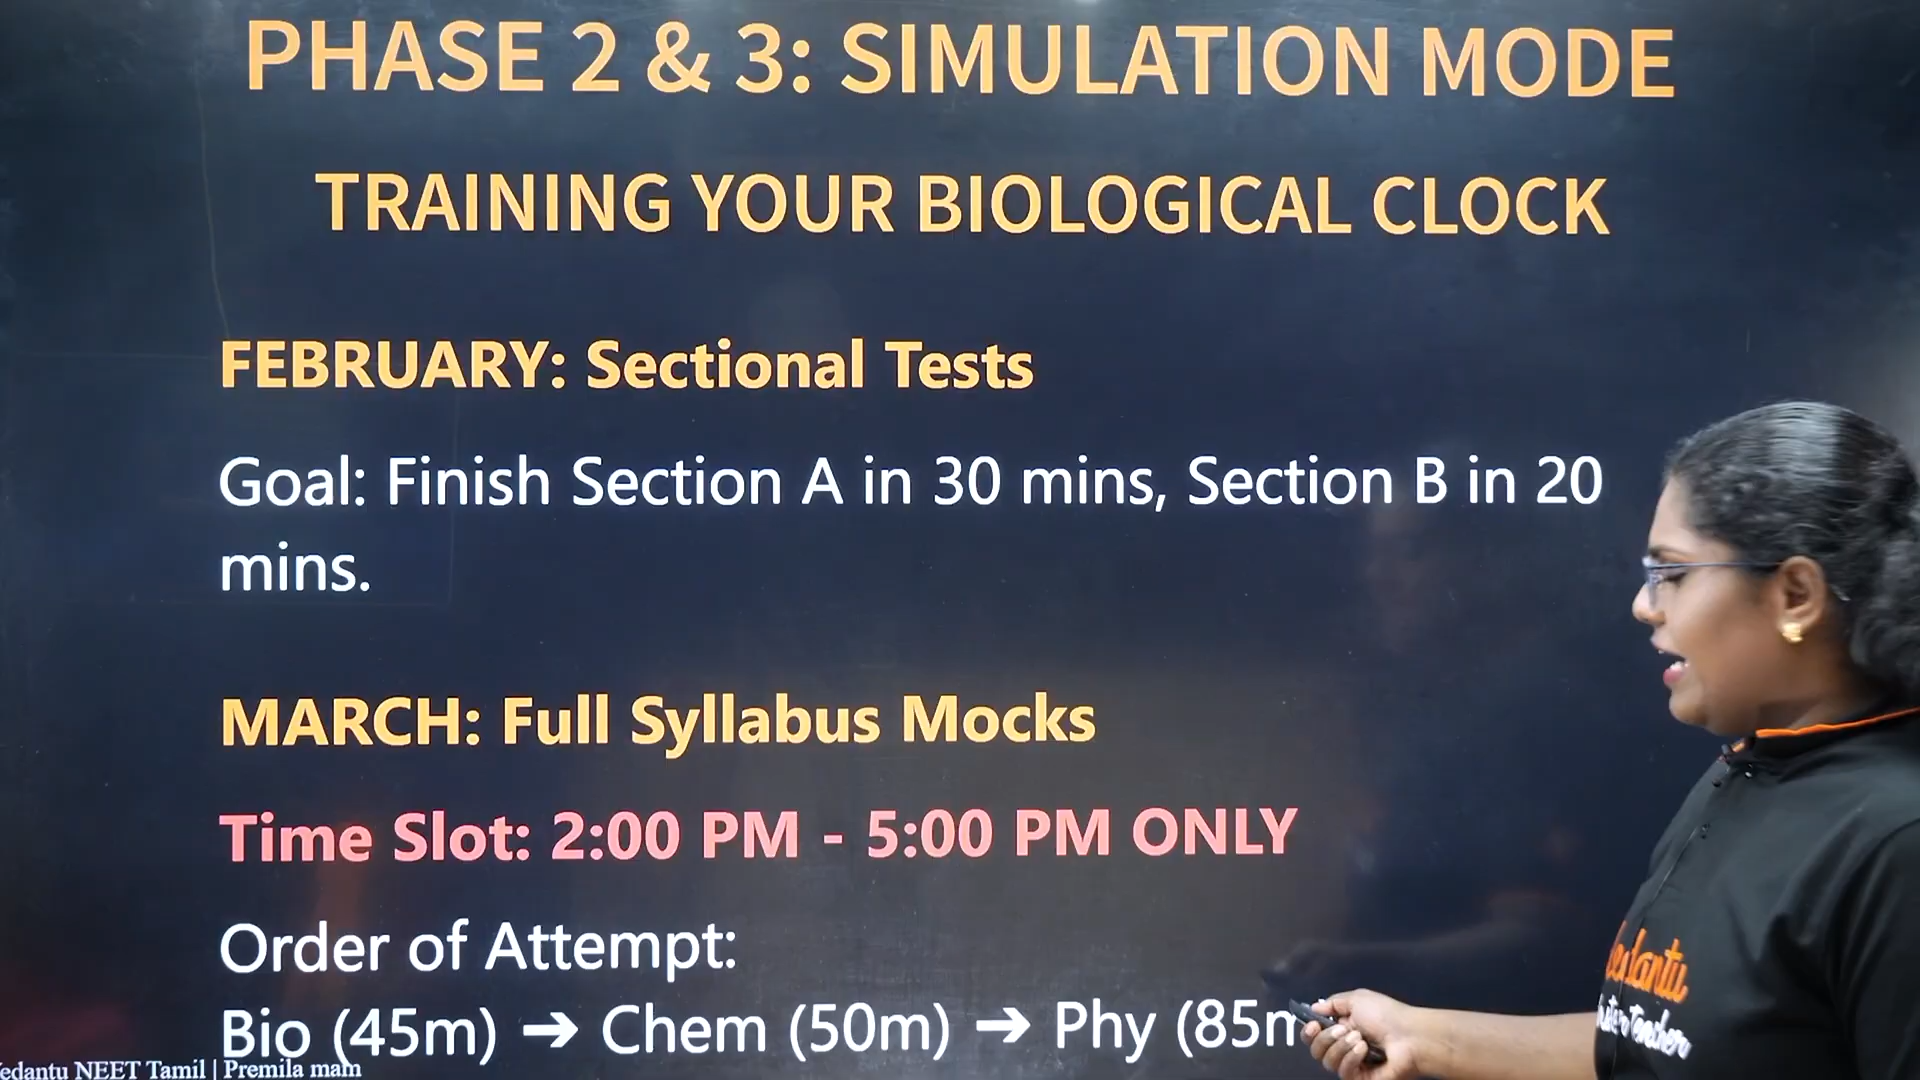 PHASE 2 & 3: SIMULATION MODE
TRAINING YOUR BIOLOGICAL CLOCK
FEBRUARY: Sectional Tests
Goal: Finish Section A in 30 mins, Section B in 20
mins.
MARCH: Full Syllabus Mocks
Time Slot: 2:00 PM - 5:00 PM ONLY
Order of Attempt:
Bio (45m) ➔ Chem (50m) ➔ Phy (85m
edantu NEET Tamil | Premila mam
edantu